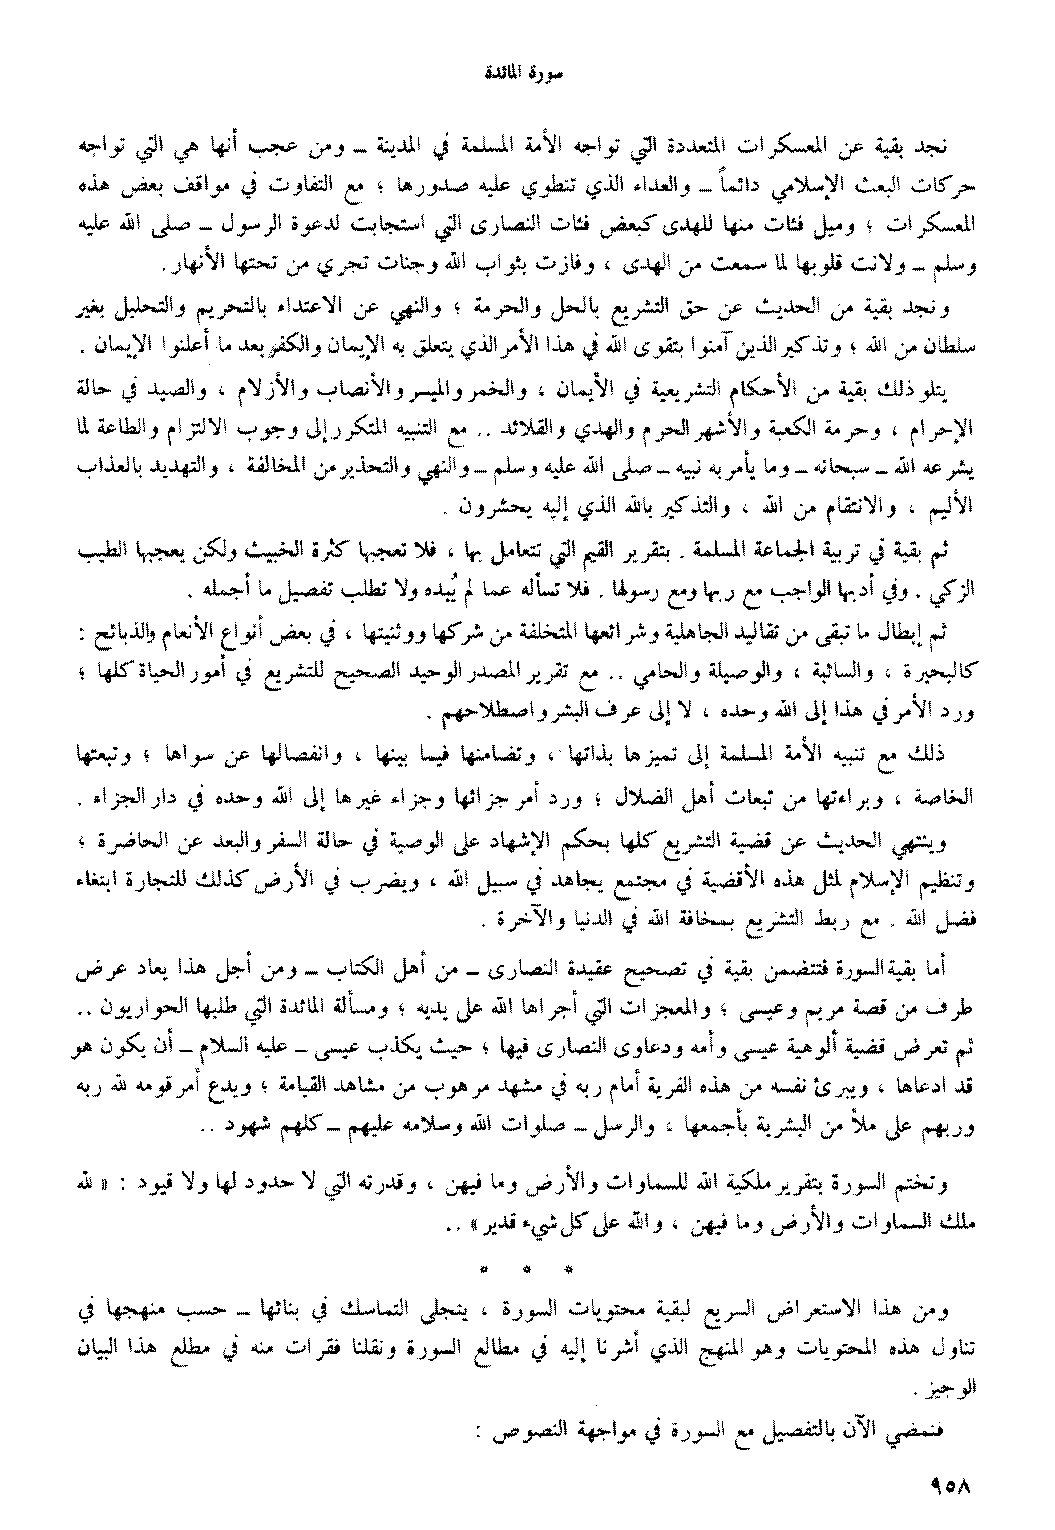 سورة المائدة
نجد بقية عن المعسكرات المتعددة التي تواجه الأمة المسلمة في المدينة ــ ومن عجب أنها هي التي تواجه
حركات البعث الإسلامي دائماً ــ والعداء الذي تنطوي عليه صدورها ؛ مع التفاوت في مواقف بعض هذه
المعسكرات ؛ وميل فئات منها للهدى كبعض فئات النصارى التي استجابت لدعوة الرسول ــ صلى الله عليه
وسلم ــ ولانت قلوبها لما سمعت من الهدى ، وفازت بثواب الله وجنات تجري من تحتها الأنهار.
ونجد بقية من الحديث عن حق التشريع بالحل والحرمة ؛ والنهي عن الاعتداء بالتحريم والتحليل بغير
سلطان من الله ؛ وتذكير الذين آمنوا بتقوى الله في هذا الأمر الذي يتعلق به الإيمان والكفر بعد ما أعلنوا الإيمان .
يتلو ذلك بقية من الأحكام التشريعية في الأيمان ، والخمر والميسر والأنصاب والأزلام ، والصيد في حالة
الإحرام ، وحرمة الكعبة والأشهر الحرم والهدي والقلائد .. مع التنبيه المتكرر إلى وجوب الالتزام والطاعة لما
يشرعه الله ــ سبحانه ــ وما يأمر به نبيه ــ صلى الله عليه وسلم ــ والنهي والتحذير من المخالفة ، والتهديد بالعذاب
الأليم ، والانتقام من الله ، والتذكير بالله الذي إليه يحشرون .
ثم بقية في تربية الجماعة المسلمة . بتقرير القيم التي تتعامل بها ، فلا تعجبها كثرة الخبيث ولكن يعجبها الطيب
الزكي . وفي أدبها الواجب مع ربها ومع رسولها . فلا تسأله عما لم يُبده ولا تطلب تفصيل ما أجمله .
ثم إبطال ما تبقى من تقاليد الجاهلية وشرائعها المتخلفة من شركها ووثنيتها ، في بعض أنواع الأنعام والذبائح :
كالبحيرة ، والسائبة ، والوصيلة والحامي .. مع تقرير المصدر الوحيد الصحيح للتشريع في أمور الحياة كلها ؛
ورد الأمر في هذا إلى الله وحده ، لا إلى عرف البشر واصطلاحهم .
ذلك مع تنبيه الأمة المسلمة إلى تميزها بذاتها ، وتضامنها فيما بينها ، وانفصالها عن سواها ؛ وتبعتها
الخاصة ، وبراءتها من تبعات أهل الضلال ؛ ورد أمر جزائها وجزاء غيرها إلى الله وحده في دار الجزاء .
وينتهي الحديث عن قضية التشريع كلها بحكم الإشهاد على الوصية في حالة السفر والبعد عن الحاضرة ؛
وتنظيم الإسلام لمثل هذه الأقضية في مجتمع يجاهد في سبيل الله ، ويضرب في الأرض كذلك للتجارة ابتغاء
فضل الله . مع ربط التشريع بمخافة الله في الدنيا والآخرة .
أما بقية السورة فتتضمن بقية في تصحيح عقيدة النصارى ــ من أهل الكتاب ــ ومن أجل هذا يعاد عرض
طرف من قصة مريم وعيسى ؛ والمعجزات التي أجراها الله على يديه ؛ ومسألة المائدة التي طلبها الحواريون ..
ثم تعرض قضية ألوهية عيسى وأمه ودعاوى النصارى فيها ؛ حيث يكذب عيسى ــ عليه السلام ــ أن يكون هو
قد ادعاها ، ويبرئ نفسه من هذه الفرية أمام ربه في مشهد مرهوب من مشاهد القيامة ؛ ويدع أمر قومه لله ربه
وربهم على ملأ من البشرية بأجمعها ، والرسل ــ صلوات الله وسلامه عليهم ــ كلهم شهود ..
وتختم السورة بتقرير ملكية الله للسماوات والأرض وما فيهن ، وقدرته التي لا حدود لها ولا قيود : « لله
ملك السماوات والأرض وما فيهن ، والله على كل شيء قدير » ..
* * *
ومن هذا الاستعراض السريع لبقية محتويات السورة ، يتجلى التماسك في بنائها ــ حسب منهجها في
تناول هذه المحتويات وهو المنهج الذي أشرنا إليه في مطالع السورة ونقلنا فقرات منه في مطلع هذا البيان
الوجيز .
فنمضي الآن بالتفصيل مع السورة في مواجهة النصوص :
٩٥٨